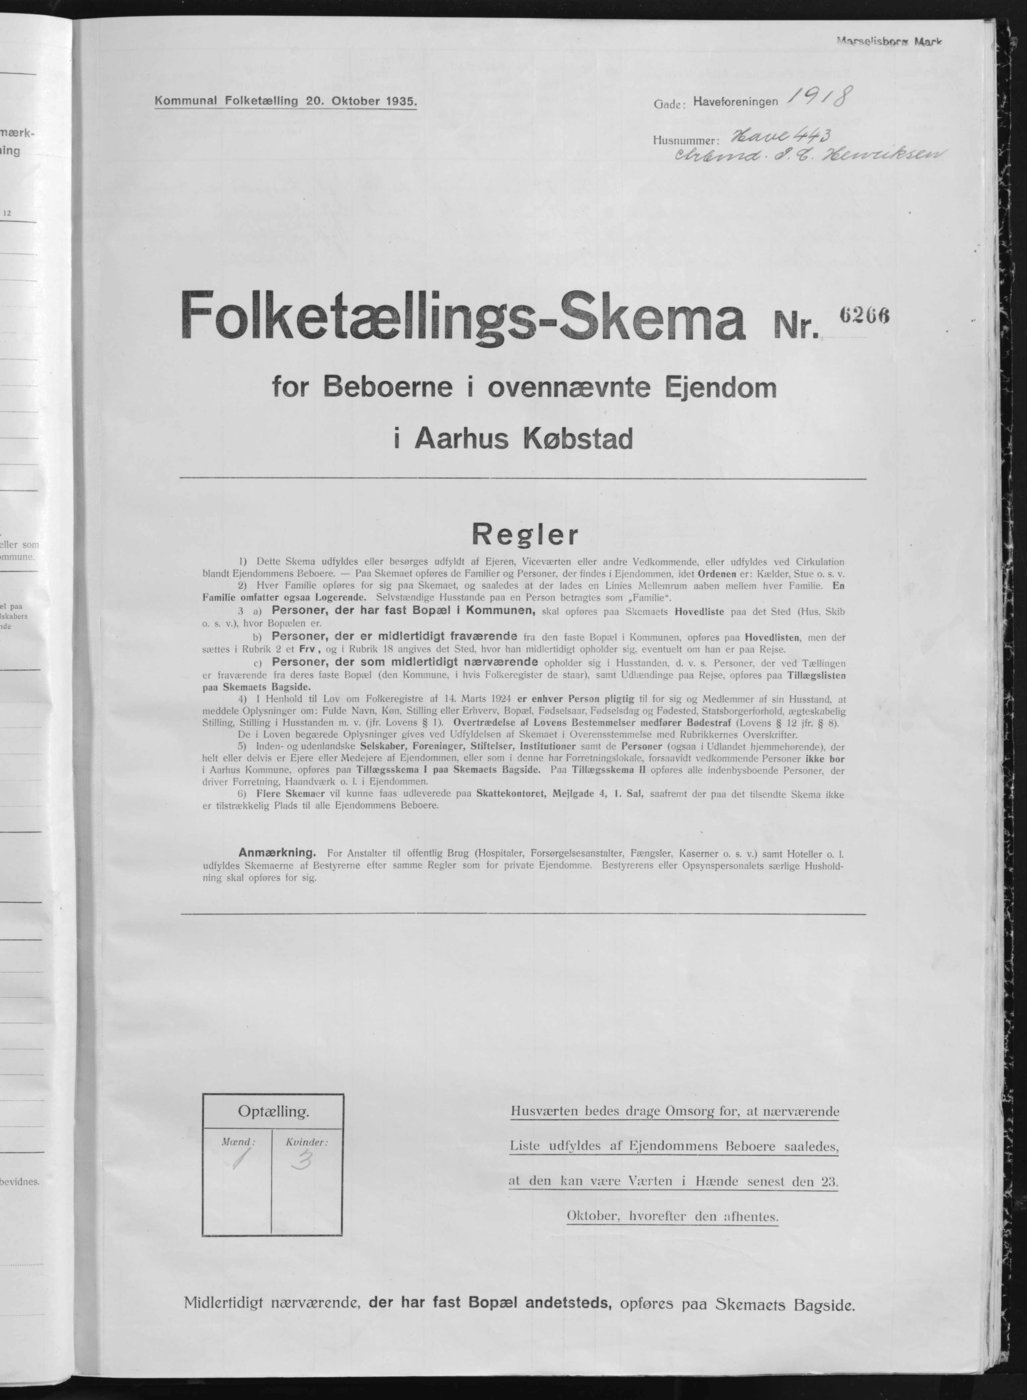 Marselisborg Mark
Kommunal Folketælling 20. Oktober 1935.
Gade: Haveforeningen 1918
Husnummer: Have 443
Arbmd. J. C. Henriksen
Folketællings-Skema Nr. 6266
for Beboerne i ovennævnte Ejendom
i Aarhus Købstad
Regler
1) Dette Skema udfyldes eller besørges udfyldt af Ejeren, Viceværten eller andre Vedkommende, eller udfyldes ved Cirkulation
blandt Ejendommens Beboere. — Paa Skemaet opføres de Familier og Personer, der findes i Ejendommen, idet Ordenen er: Kælder, Stue o. s. v.
2) Hver Familie opføres for sig paa Skemaet, og saaledes at der lades en Linies Mellemrum aaben mellem hver Familie. En
Familie omfatter ogsaa Logerende. Selvstændige Husstande paa en Person betragtes som „Familie“.
3 a) Personer, der har fast Bopæl i Kommunen, skal opføres paa Skemaets Hovedliste paa det Sted (Hus, Skib
o. s. v.), hvor Bopælen er.
b) Personer, der er midlertidigt fraværende fra den faste Bopæl i Kommunen, opføres paa Hovedlisten, men der
sættes i Rubrik 2 et Frv., og i Rubrik 18 angives det Sted, hvor han midlertidigt opholder sig, eventuelt om han er paa Rejse.
c) Personer, der som midlertidigt nærværende opholder sig i Husstanden, d. v. s. Personer, der ved Tællingen
er fraværende fra deres faste Bopæl (den Kommune, i hvis Folkeregister de staar), samt Udlændinge paa Rejse, opføres paa Tillægslisten
paa Skemaets Bagside.
4) I Henhold til Lov om Folkeregistre af 14. Marts 1924 er enhver Person pligtig til for sig og Medlemmer af sin Husstand, at
meddele Oplysninger om: Fulde Navn, Køn, Stilling eller Erhverv, Bopæl, Fødselsaar, Fødselsdag og Fødested, Statsborgerforhold, ægteskabelig
Stilling, Stilling i Husstanden m. v. (jfr. Lovens § 1). Overtrædelse af Lovens Bestemmelser medfører Bødestraf (Lovens § 12 jfr. § 8).
De i Loven begærede Oplysninger gives ved Udfyldelsen af Skemaet i Overensstemmelse med Rubrikkernes Overskrifter.
5) Inden- og udenlandske Selskaber, Foreninger, Stiftelser, Institutioner samt de Personer (ogsaa i Udlandet hjemmehørende), der
helt eller delvis er Ejere eller Medejere af Ejendommen, eller som i denne har Forretningslokale, forsaavidt vedkommende Personer ikke bor
i Aarhus Kommune, opføres paa Tillægsskema I paa Skemaets Bagside. Paa Tillægsskema II opføres alle indenbysboende Personer, der
driver Forretning, Haandværk o. l. i Ejendommen.
6) Flere Skemaer vil kunne faas udleverede paa Skattekontoret, Mejlgade 4, 1. Sal, saafremt der paa det tilsendte Skema ikke
er tilstrækkelig Plads til alle Ejendommens Beboere.
Anmærkning. For Anstalter til offentlig Brug (Hospitaler, Forsørgelsesanstalter, Fængsler, Kaserner o. s. v.) samt Hoteller o. l.
udfyldes Skemaerne af Bestyrerne efter samme Regler som for private Ejendomme. Bestyrerens eller Opsynspersonalets særlige Hushold-
ning skal opføres for sig.
Optælling.
Mænd: Kvinder:
1 3
Husværten bedes drage Omsorg for, at nærværende
Liste udfyldes af Ejendommens Beboere saaledes,
at den kan være Værten i Hænde senest den 23.
Oktober, hvorefter den afhentes.
Midlertidigt nærværende, der har fast Bopæl andetsteds, opføres paa Skemaets Bagside.